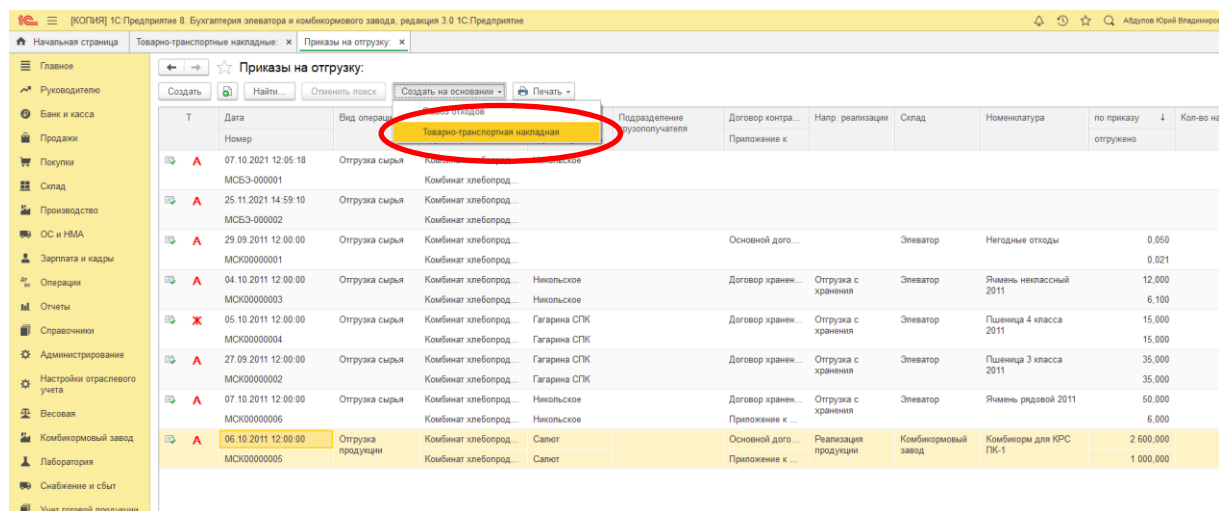 [КОПИЯ] 1С:Предприятие 8. Бухгалтерия элеватора и комбикормового завода, редакция 3.0 1С:Предприятие
Абдулов Юрий Владимиров
Начальная страница
Товарно-транспортные накладные: ×
Приказы на отгрузку: ×
Главное
Руководителю
Банк и касса
Продажи
Покупки
Склад
Производство
ОС и НМА
Зарплата и кадры
Операции
Отчеты
Справочники
Администрирование
Настройки отраслевого
учета
Весовая
Комбикормовый завод
Лаборатория
Снабжение и сбыт
Учет готовой продукции
Приказы на отгрузку:
Создать
Найти...
Отменить поиск
Создать на основании
Печать
отходов
Товарно-транспортная накладная
Т Дата Вид операци Подразделение Договор контра... Напр. реализации Склад Номенклатура по приказу ↓ Кол-во на
Номер грузополучателя Приложение к отгружено
А 07.10.2021 12:05:18 Отгрузка сырья Комбинат хлебопрод... Никольское
МСБЭ-000001 Комбинат хлебопрод...
А 25.11.2021 14:59:10 Отгрузка сырья Комбинат хлебопрод...
МСБЭ-000002 Комбинат хлебопрод...
А 29.09.2011 12:00:00 Отгрузка сырья Комбинат хлебопрод... Основной дого... Элеватор Негодные отходы 0,050
МСК00000001 Комбинат хлебопрод... 0,021
А 04.10.2011 12:00:00 Отгрузка сырья Комбинат хлебопрод... Никольское Договор хранен... Отгрузка с Элеватор Ячмень неклассный 12,000
хранения 2011
МСК00000003 Комбинат хлебопрод... Никольское 6,100
Ж 05.10.2011 12:00:00 Отгрузка сырья Комбинат хлебопрод... Гагарина СПК Договор хранен... Отгрузка с Элеватор Пшеница 4 класса 15,000
хранения 2011
МСК00000004 Комбинат хлебопрод... Гагарина СПК 15,000
А 27.09.2011 12:00:00 Отгрузка сырья Комбинат хлебопрод... Гагарина СПК Договор хранен... Отгрузка с Элеватор Пшеница 3 класса 35,000
хранения 2011
МСК00000002 Комбинат хлебопрод... Гагарина СПК 35,000
А 07.10.2011 12:00:00 Отгрузка сырья Комбинат хлебопрод... Никольское Договор хранен... Отгрузка с Элеватор Ячмень рядовой 2011 50,000
хранения
МСК00000006 Комбинат хлебопрод... Никольское Приложение к ... 6,000
А 06.10.2011 12:00:00 Отгрузка Комбинат хлебопрод... Салют Основной дого... Реализация Комбикормовый Комбикорм для КРС 2 600,000
продукции продукции завод ПК-1
МСК00000005 Комбинат хлебопрод... Салют Приложение к ... 1 000,000